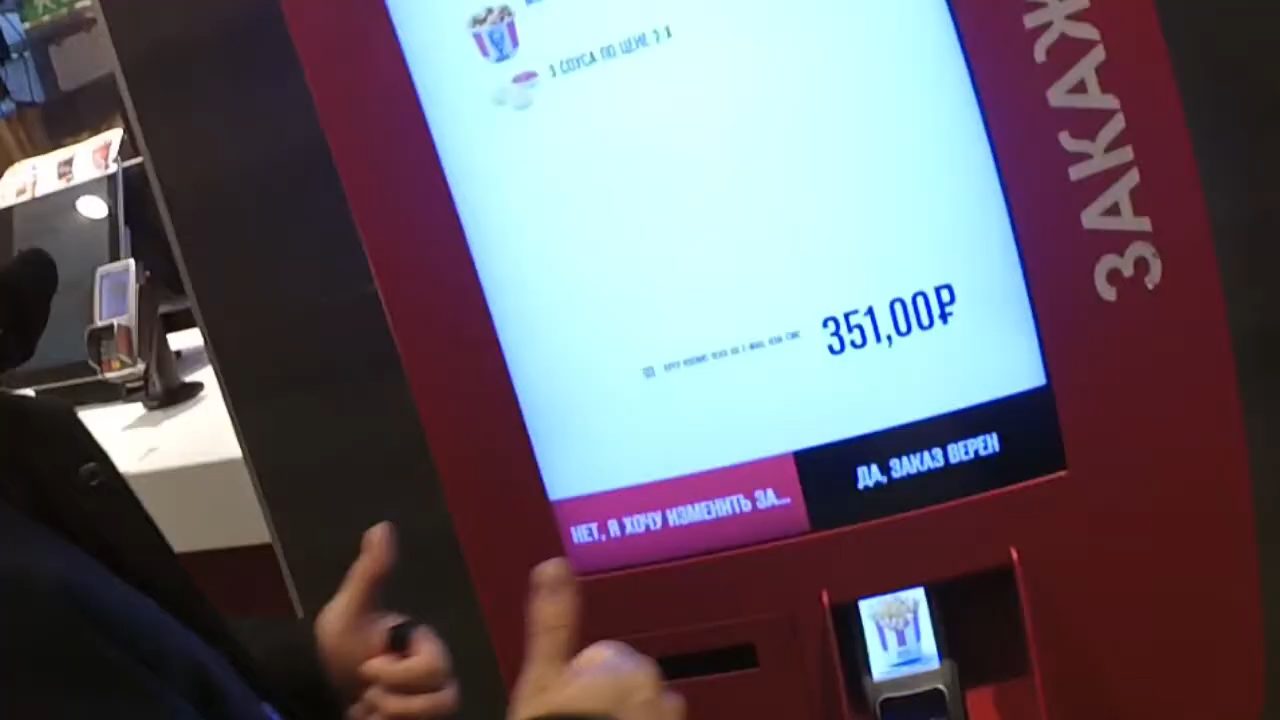 3 СОУСА ПО ЦЕНЕ 2-Х
351,00₽
НЕТ, Я ХОЧУ ИЗМЕНИТЬ ЗА...
ДА, ЗАКАЗ ВЕРЕН
ЗАКАЖ